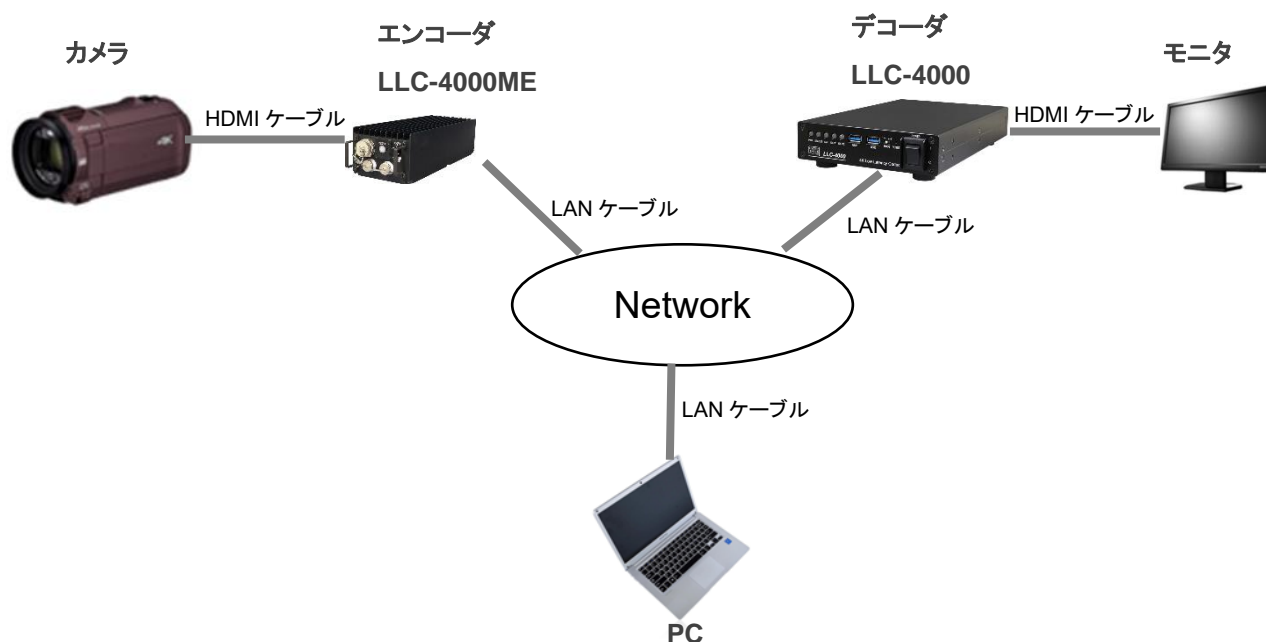 カメラ
エンコーダ
LLC-4000ME
デコーダ
LLC-4000
モニタ
HDMI ケーブル
HDMI ケーブル
LLC-4000
LAN ケーブル
LAN ケーブル
Network
LAN ケーブル
PC